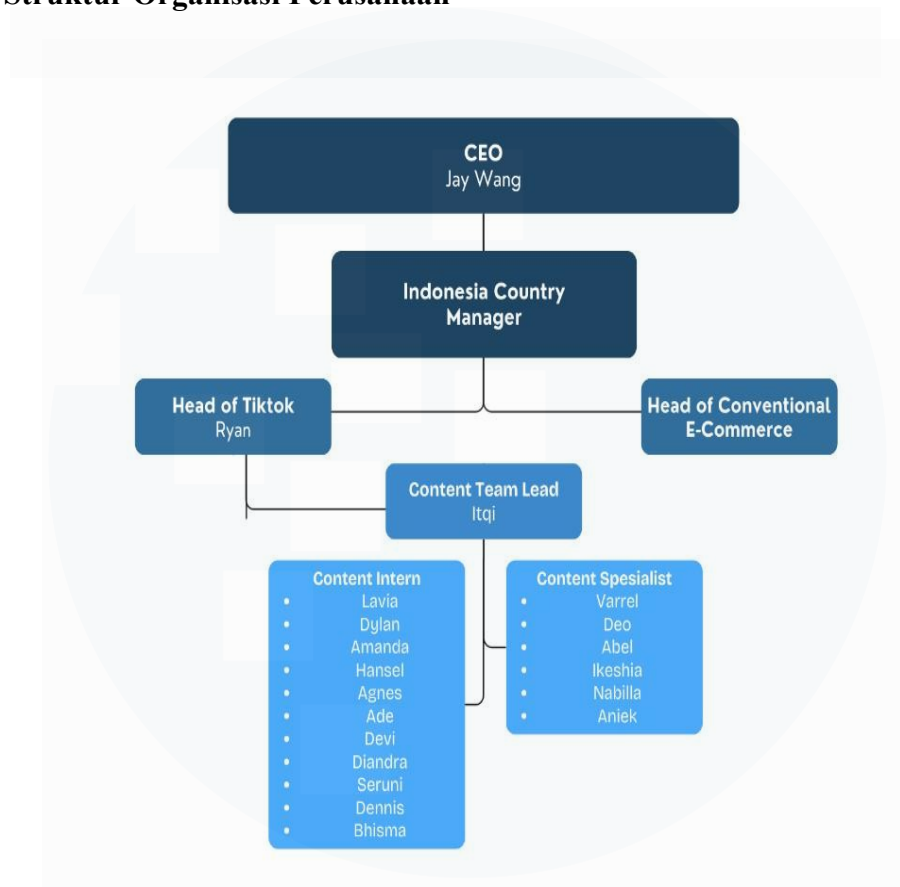 Struktur Organisasi Perusahaan
CEO
Jay Wang
Indonesia Country
Manager
Head of Tiktok
Ryan
Head of Conventional
E-Commerce
Content Team Lead
Itqi
Content Intern
• Lavia
• Dylan
• Amanda
• Hansel
• Agnes
• Ade
• Devi
• Diandra
• Seruni
• Dennis
• Bhisma
Content Spesialist
• Varrel
• Deo
• Abel
• Ikeshia
• Nabilla
• Aniek